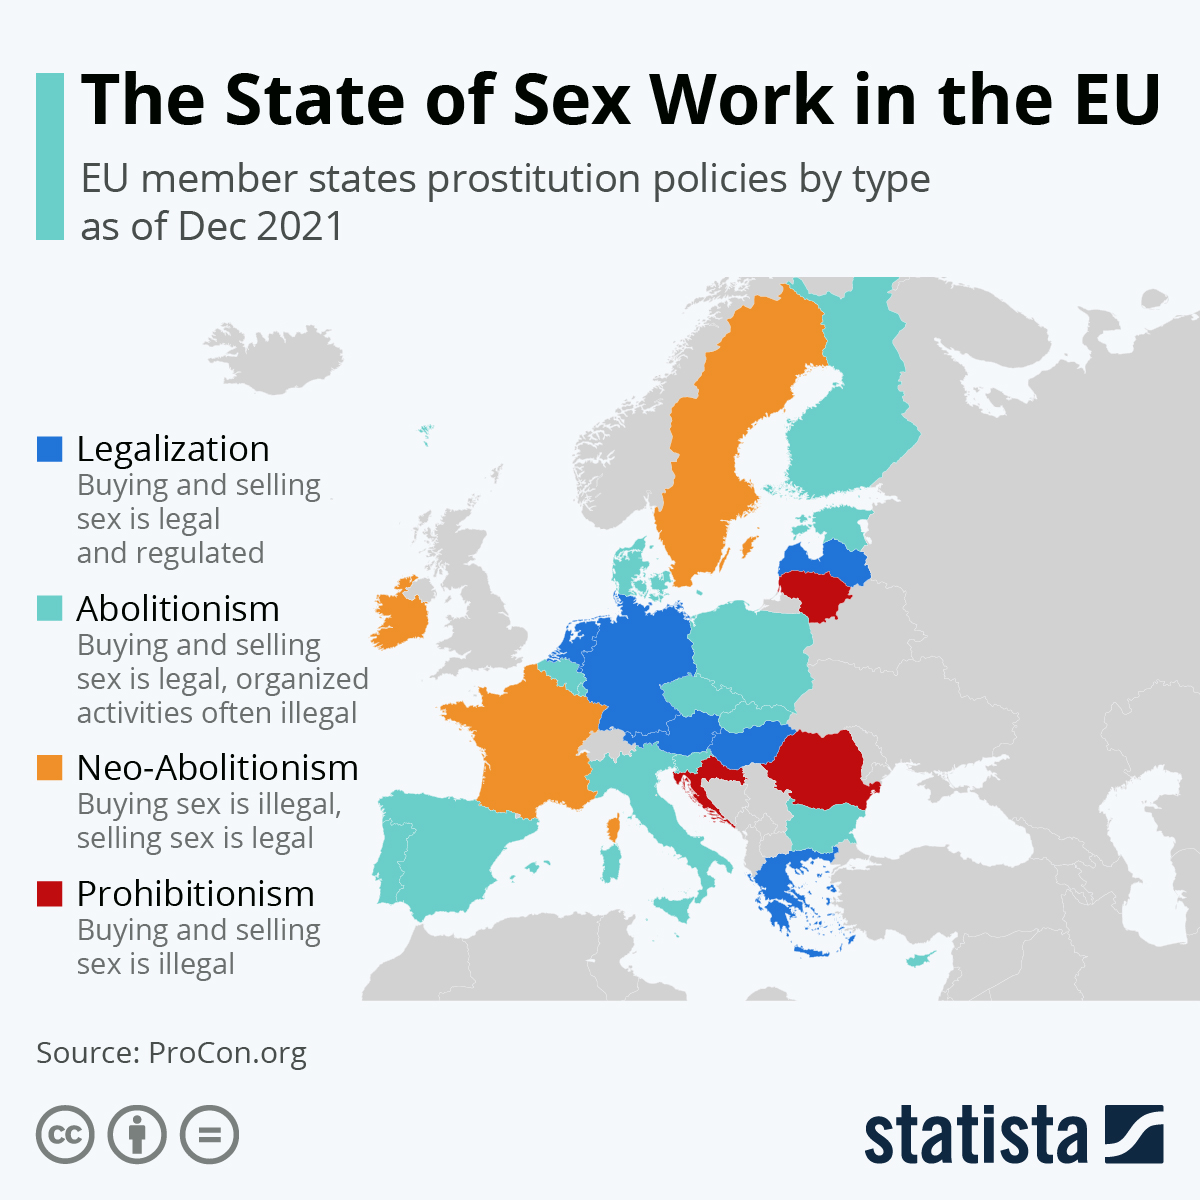 The State of Sex Work in the EU
EU member states prostitution policies by type
as of Dec 2021
Legalization
Buying and selling
sex is legal
and regulated
Abolitionism
Buying and selling
sex is legal, organized
activities often illegal
Neo-Abolitionism
Buying sex is illegal,
selling sex is legal
Prohibitionism
Buying and selling
sex is illegal
Source: ProCon.org
cc
statista